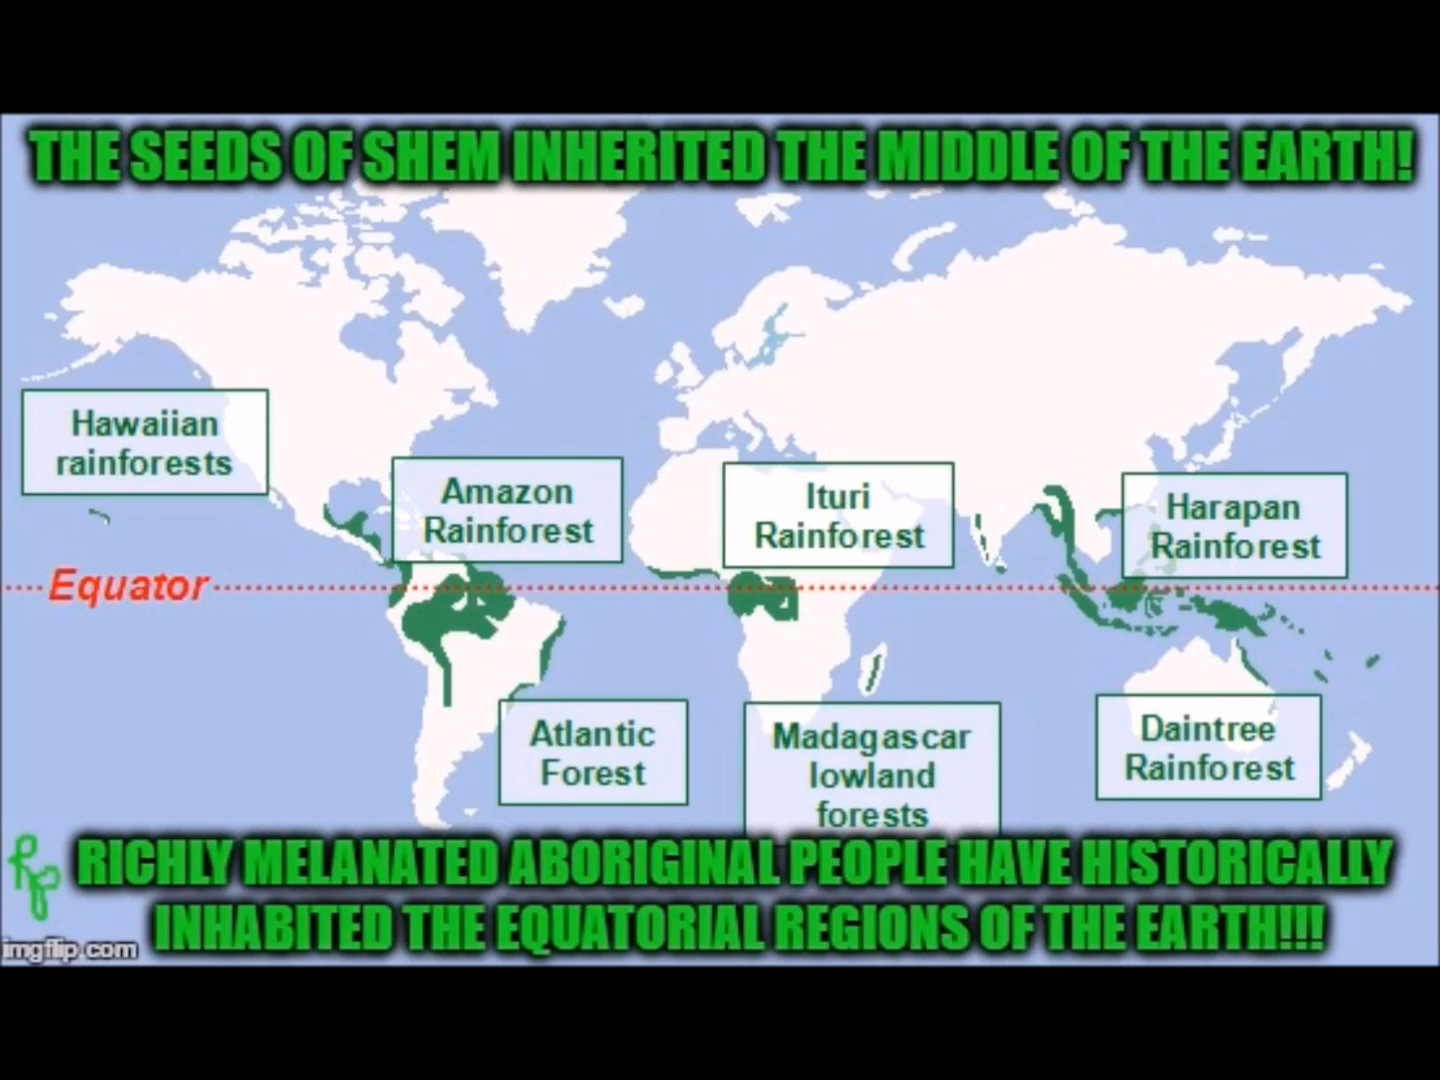 THE SEEDS OF SHEM INHERITED THE MIDDLE OF THE EARTH!
Hawaiian
rainforests
Amazon
Rainforest
Ituri
Rainforest
Harapan
Rainforest
Equator
Atlantic
Forest
Madagascar
lowland
forests
Daintree
Rainforest
RICHLY MELANATED ABORIGINAL PEOPLE HAVE HISTORICALLY
INHABITED THE EQUATORIAL REGIONS OF THE EARTH!!!
imgflip.com